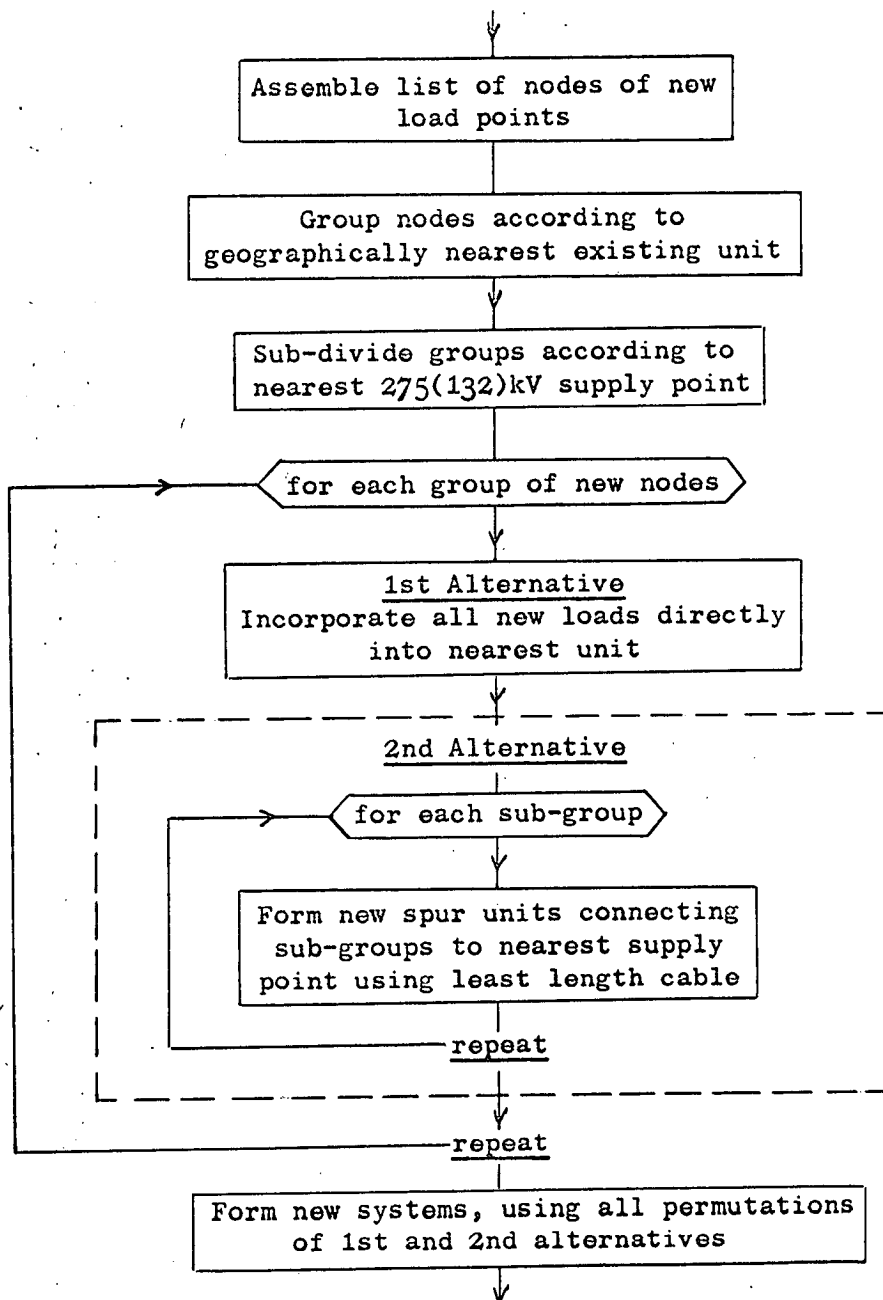 Assemble list of nodes of new
load points
Group nodes according to
geographically nearest existing unit
Sub-divide groups according to
nearest 275(132)kV supply point
for each group of new nodes
1st Alternative
Incorporate all new loads directly
into nearest unit
2nd Alternative
for each sub-group
Form new spur units connecting
sub-groups to nearest supply
point using least length cable
repeat
repeat
Form new systems, using all permutations
of 1st and 2nd alternatives